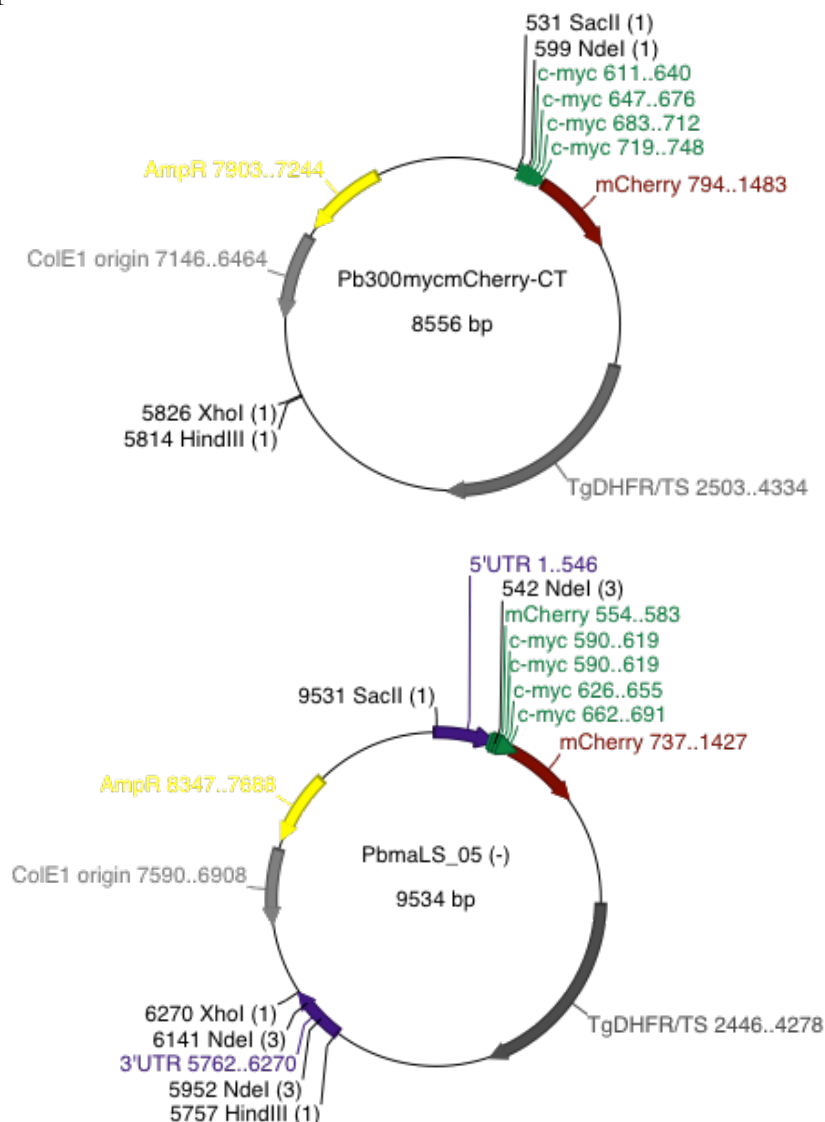 531 SacII (1)
599 NdeI (1)
c-myc 611..640
c-myc 647..676
c-myc 683..712
c-myc 719..748
AmpR 7903..7244
mCherry 794..1483
ColE1 origin 7146..6464
Pb300mycmCherry-CT
8556 bp
5826 XhoI (1)
5814 HindIII (1)
TgDHFR/TS 2503..4334
5'UTR 1..546
542 NdeI (3)
mCherry 554..583
c-myc 590..619
c-myc 590..619
c-myc 626..655
c-myc 662..691
9531 SacII (1)
mCherry 737..1427
AmpR 8347..7688
PbmaLS_05 (-)
9534 bp
ColE1 origin 7590..6908
6270 XhoI (1)
6141 NdeI (3)
3'UTR 5762..6270
5952 NdeI (3)
5757 HindIII (1)
TgDHFR/TS 2446..4278